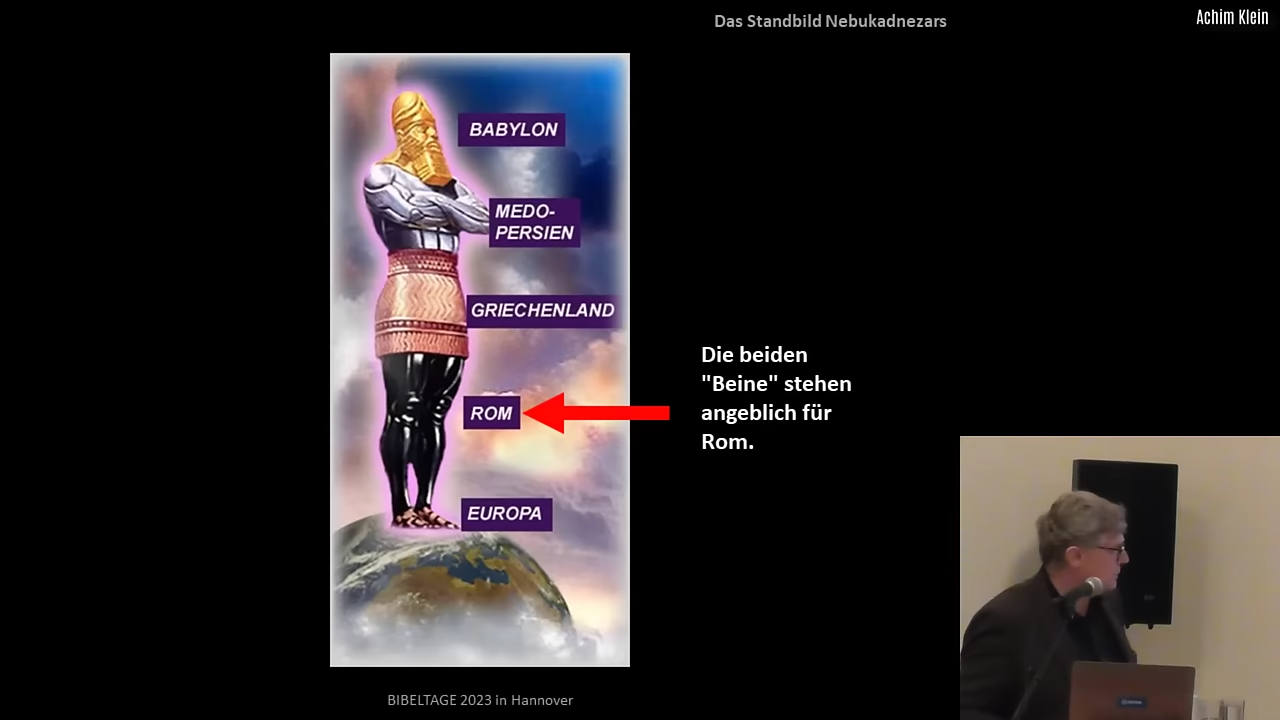 Das Standbild Nebukadnezars
Achim Klein
BABYLON
MEDO-
PERSIEN
GRIECHENLAND
Die beiden
"Beine" stehen
angeblich für
Rom.
ROM
EUROPA
BIBELTAGE 2023 in Hannover